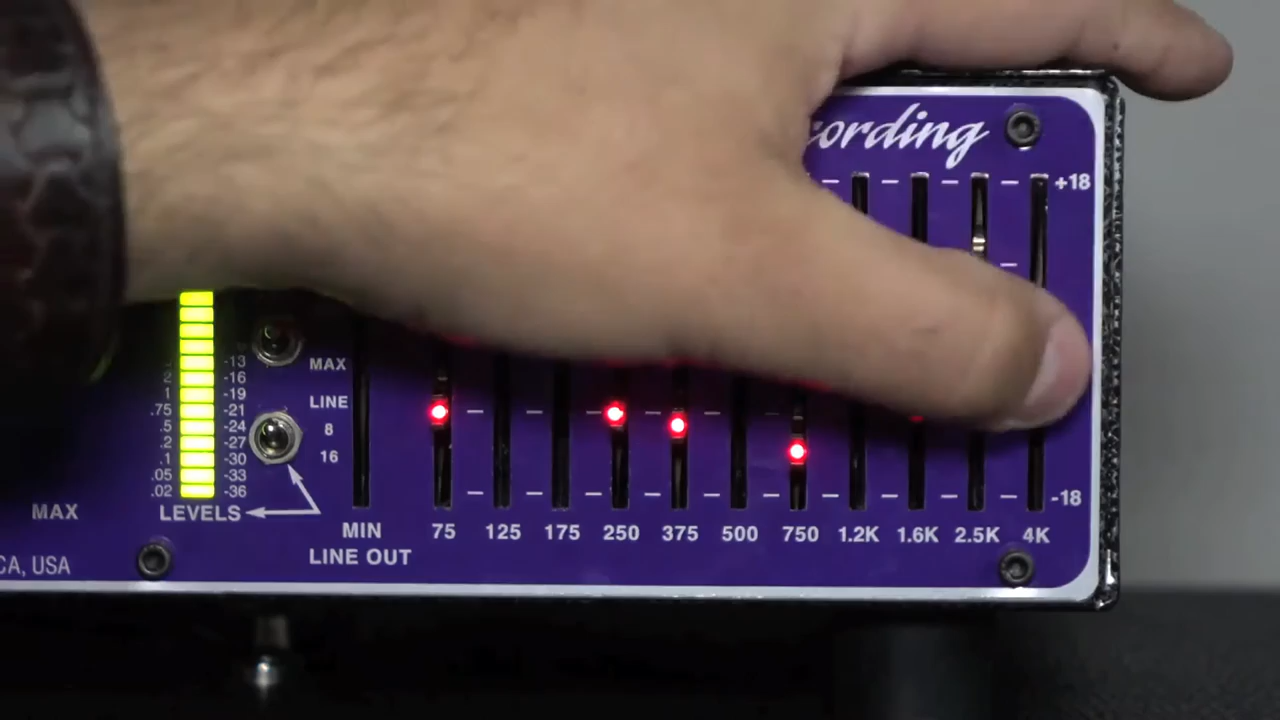 cording
+18
-13
2 -16
1 -19
.75 -21
.5 -24
.2 -27
.1 -30
.05 -33
.02 -36
LEVELS
MAX
LINE
8
16
MAX
CA, USA
MIN
LINE OUT
-18
75 125 175 250 375 500 750 1.2K 1.6K 2.5K 4K